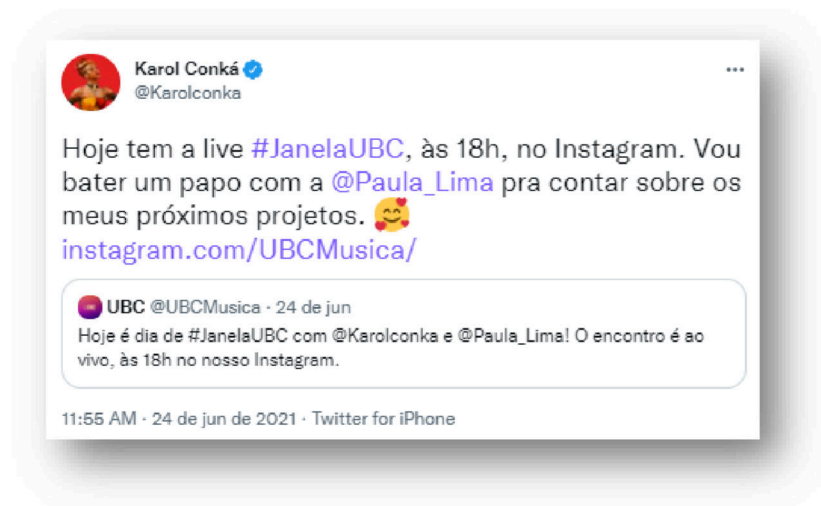 Karol Conká
@Karolconka
Hoje tem a live #JanelaUBC, às 18h, no Instagram. Vou
bater um papo com a @Paula_Lima pra contar sobre os
meus próximos projetos. 🥰
instagram.com/UBCMusica/
UBC @UBCMusica · 24 de jun
Hoje é dia de #JanelaUBC com @Karolconka e @Paula_Lima! O encontro é ao
vivo, às 18h no nosso Instagram.
11:55 AM · 24 de jun de 2021 · Twitter for iPhone